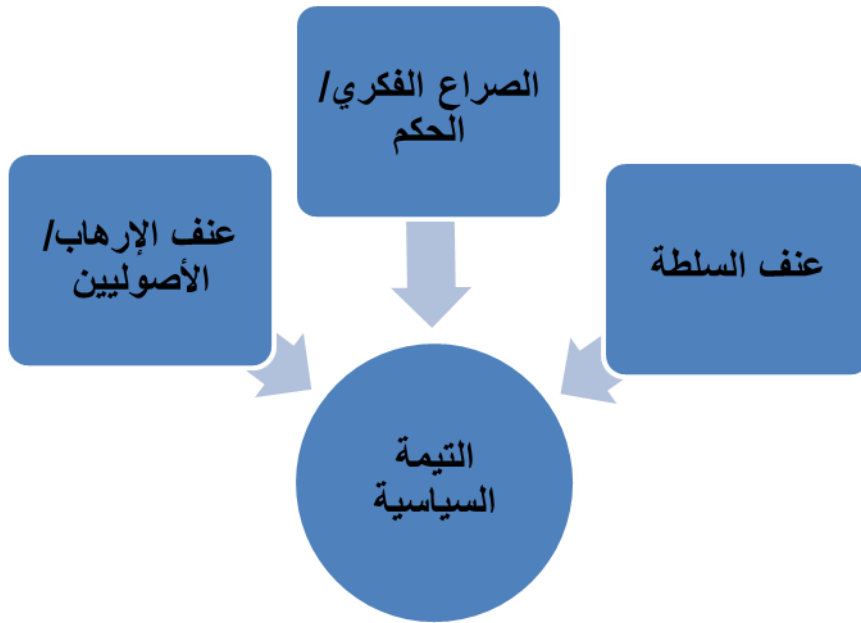 الصراع الفكري/
الحكم
عنف السلطة
عنف الإرهاب/
الأصوليين
التيمة
السياسية